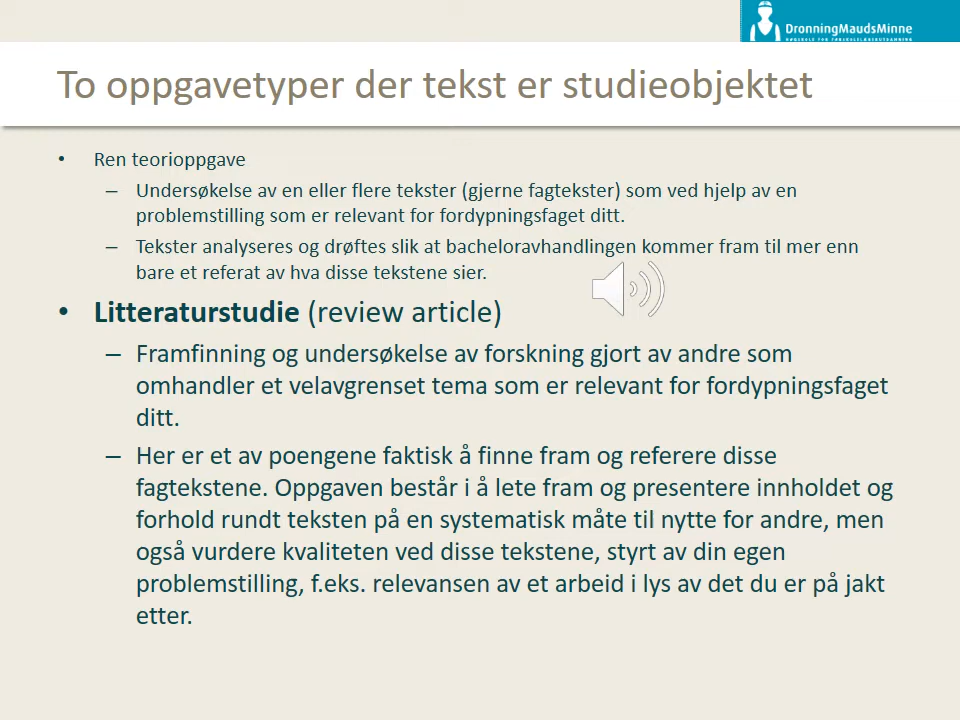 DronningMaudsMinne
HØGSKOLE FOR BARNEHAGELÆRERUTDANNING
To oppgavetyper der tekst er studieobjektet
• Ren teorioppgave
– Undersøkelse av en eller flere tekster (gjerne fagtekster) som ved hjelp av en
problemstilling som er relevant for fordypningsfaget ditt.
– Tekster analyseres og drøftes slik at bacheloravhandlingen kommer fram til mer enn
bare et referat av hva disse tekstene sier.
• Litteraturstudie (review article)
– Framfinning og undersøkelse av forskning gjort av andre som
omhandler et velavgrenset tema som er relevant for fordypningsfaget
ditt.
– Her er et av poengene faktisk å finne fram og referere disse
fagtekstene. Oppgaven består i å lete fram og presentere innholdet og
forhold rundt teksten på en systematisk måte til nytte for andre, men
også vurdere kvaliteten ved disse tekstene, styrt av din egen
problemstilling, f.eks. relevansen av et arbeid i lys av det du er på jakt
etter.